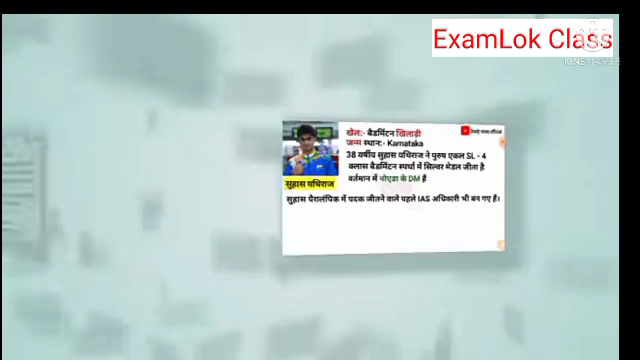 ExamLok Class
KINEMASTER
खेल:- बैडमिंटन खिलाड़ी
जन्म स्थान:- Karnataka
38 वर्षीय सुहास यथिराज ने पुरुष एकल SL - 4
क्लास बैडमिंटन स्पर्धा में सिल्वर मेडल जीता है
वर्तमान में नोएडा के DM हैं
सुहास यथिराज
सुहास पैरालंपिक में पदक जीतने वाले पहले IAS अधिकारी भी बन गए हैं।